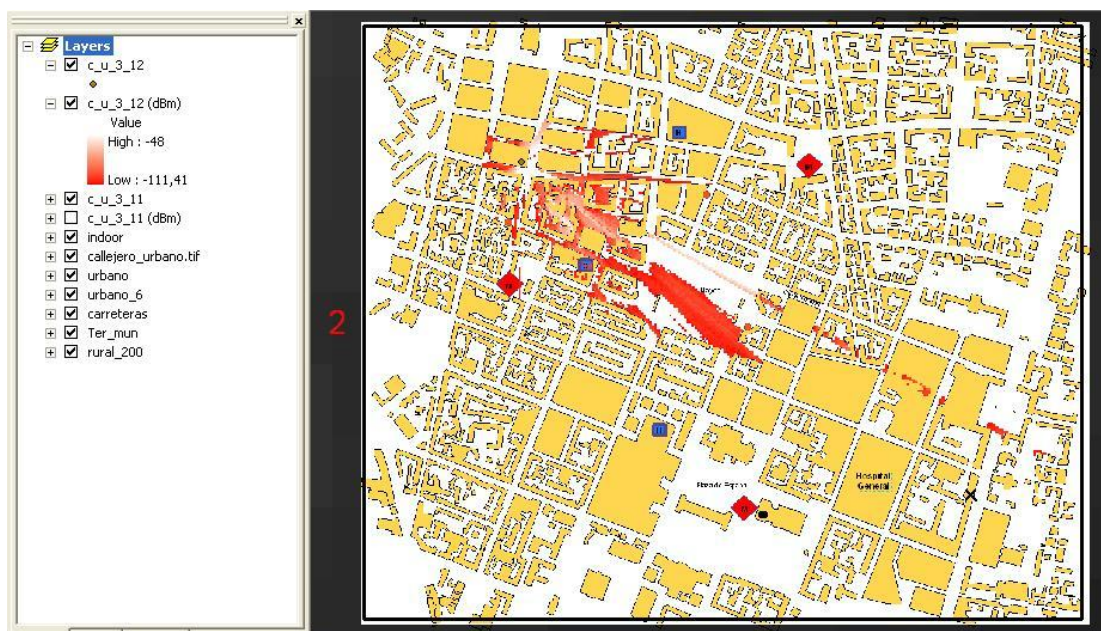 Layers
c_u_3_12
c_u_3_12 (dBm)
Value
High : -48
Low : -111,41
c_u_3_11
c_u_3_11 (dBm)
indoor
callejero_urbano.tif
urbano
urbano_6
carreteras
Ter_mun
rural_200
2
Hospital
General